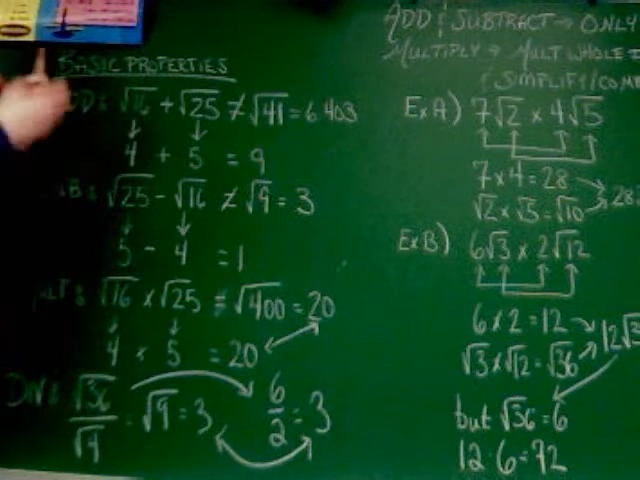 BASIC PROPERTIES
ADD: √16 + √25 ≠ √41 = 6.403
4 + 5 = 9
SUB: √25 - √16 ≠ √9 = 3
5 - 4 = 1
MULT: √16 × √25 = √400 = 20
4 × 5 = 20
DIV: √36/√4 = √9 = 3 6/2 = 3
ADD & SUBTRACT → ONLY
MULTIPLY → MULT WHOLE
& SIMPLIFY/COM
Ex A) 7√2 × 4√5
7 × 4 = 28
√2 × √5 = √10
Ex B) 6√3 × 2√12
6 × 2 = 12
√3 × √12 = √36
but √36 = 6
12·6 = 72